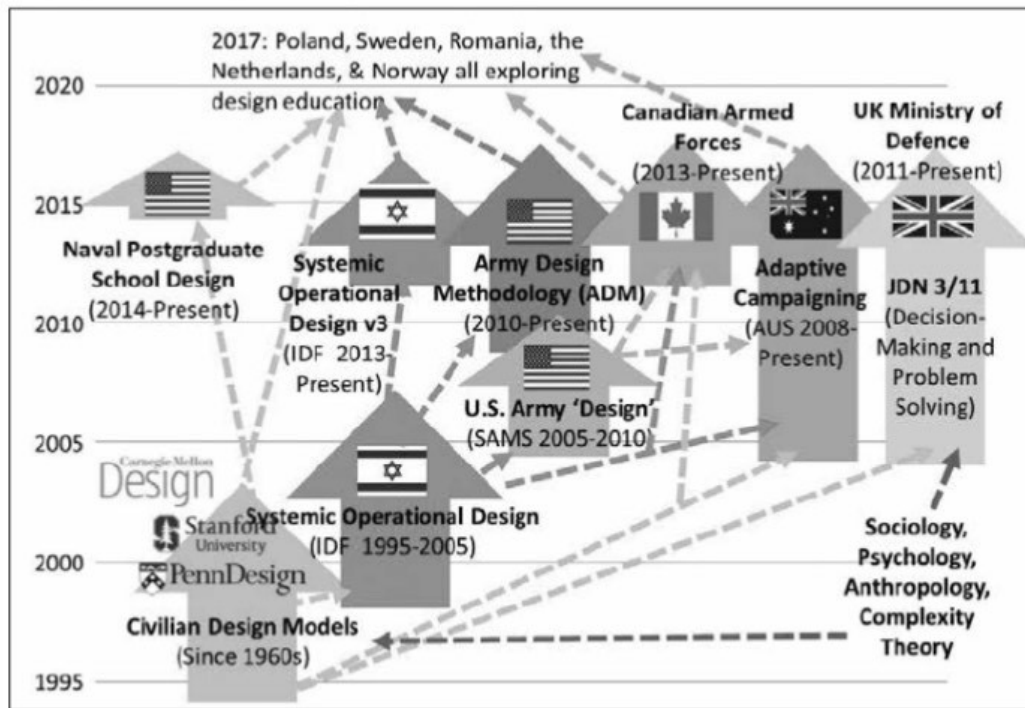 2017: Poland, Sweden, Romania, the
Netherlands, & Norway all exploring
design education
2020
2015
2010
2005
2000
1995
Canadian Armed
Forces
(2013-Present)
UK Ministry of
Defence
(2011-Present)
Naval Postgraduate
School Design
(2014-Present)
Systemic
Operational
Design v3
(IDF 2013-
Present)
Army Design
Methodology (ADM)
(2010-Present)
Adaptive
Campaigning
(AUS 2008-
Present)
JDN 3/11
(Decision-
Making and
Problem
Solving)
U.S. Army ‘Design’
(SAMS 2005-2010)
Carnegie Mellon
Design
Stanford
University
PennDesign
Systemic Operational Design
(IDF 1995-2005)
Civilian Design Models
(Since 1960s)
Sociology,
Psychology,
Anthropology,
Complexity
Theory